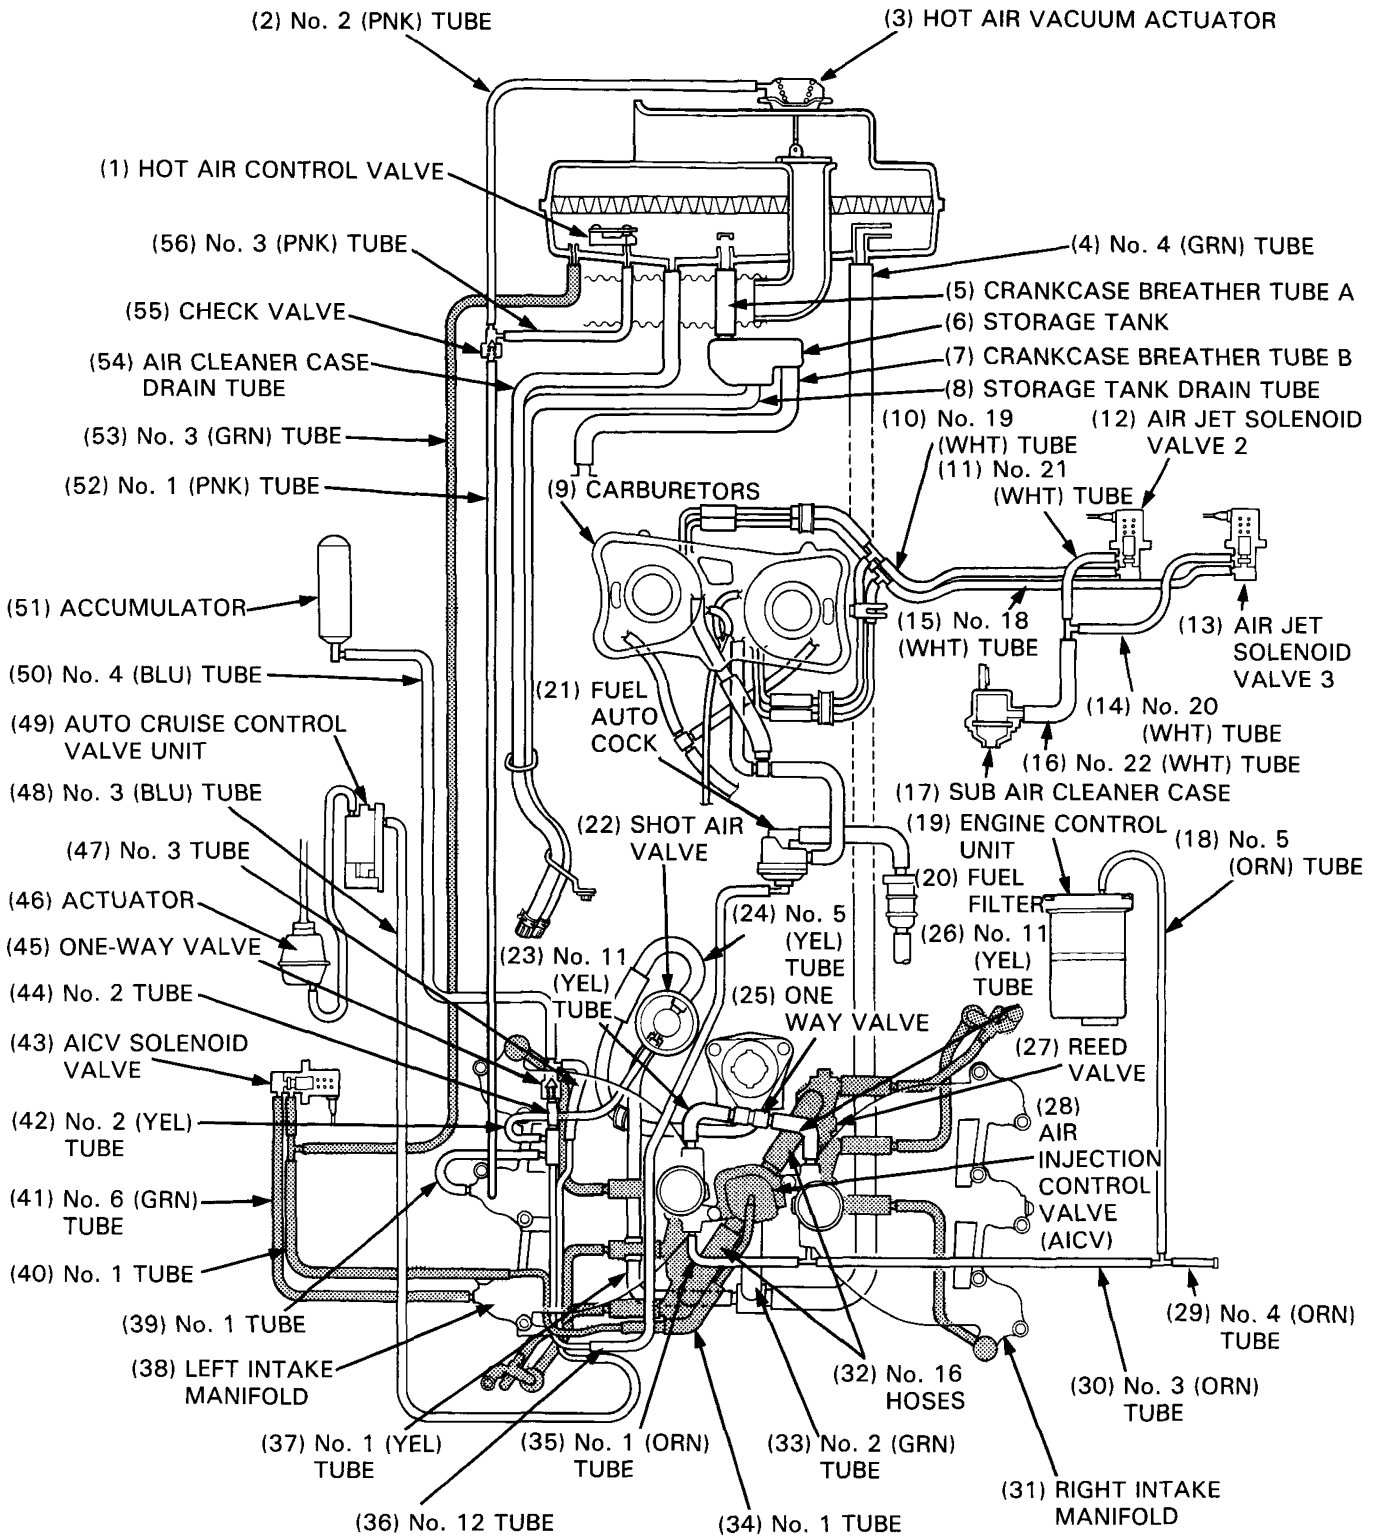 (2) No. 2 (PNK) TUBE
(3) HOT AIR VACUUM ACTUATOR
(1) HOT AIR CONTROL VALVE
(56) No. 3 (PNK) TUBE
(4) No. 4 (GRN) TUBE
(55) CHECK VALVE
(5) CRANKCASE BREATHER TUBE A
(6) STORAGE TANK
(54) AIR CLEANER CASE
DRAIN TUBE
(7) CRANKCASE BREATHER TUBE B
(8) STORAGE TANK DRAIN TUBE
(53) No. 3 (GRN) TUBE
(10) No. 19
(WHT) TUBE
(12) AIR JET SOLENOID
VALVE 2
(11) No. 21
(WHT) TUBE
(52) No. 1 (PNK) TUBE
(9) CARBURETORS
(51) ACCUMULATOR
(15) No. 18
(WHT) TUBE
(13) AIR JET
SOLENOID
VALVE 3
(50) No. 4 (BLU) TUBE
(21) FUEL
AUTO
COCK
(14) No. 20
(WHT) TUBE
(49) AUTO CRUISE CONTROL
VALVE UNIT
(16) No. 22 (WHT) TUBE
(48) No. 3 (BLU) TUBE
(17) SUB AIR CLEANER CASE
(22) SHOT AIR
VALVE
(19) ENGINE CONTROL
UNIT
(18) No. 5
(ORN) TUBE
(47) No. 3 TUBE
(20) FUEL
FILTER
(46) ACTUATOR
(24) No. 5
(YEL)
TUBE
(26) No. 11
(YEL)
TUBE
(45) ONE-WAY VALVE
(23) No. 11
(YEL)
TUBE
(44) No. 2 TUBE
(25) ONE
WAY VALVE
(43) AICV SOLENOID
VALVE
(27) REED
VALVE
(42) No. 2 (YEL)
TUBE
(28)
AIR
INJECTION
CONTROL
VALVE
(AICV)
(41) No. 6 (GRN)
TUBE
(40) No. 1 TUBE
(39) No. 1 TUBE
(29) No. 4 (ORN)
TUBE
(38) LEFT INTAKE
MANIFOLD
(32) No. 16
HOSES
(30) No. 3 (ORN)
TUBE
(37) No. 1 (YEL)
TUBE
(35) No. 1 (ORN)
TUBE
(33) No. 2 (GRN)
TUBE
(31) RIGHT INTAKE
MANIFOLD
(36) No. 12 TUBE
(34) No. 1 TUBE